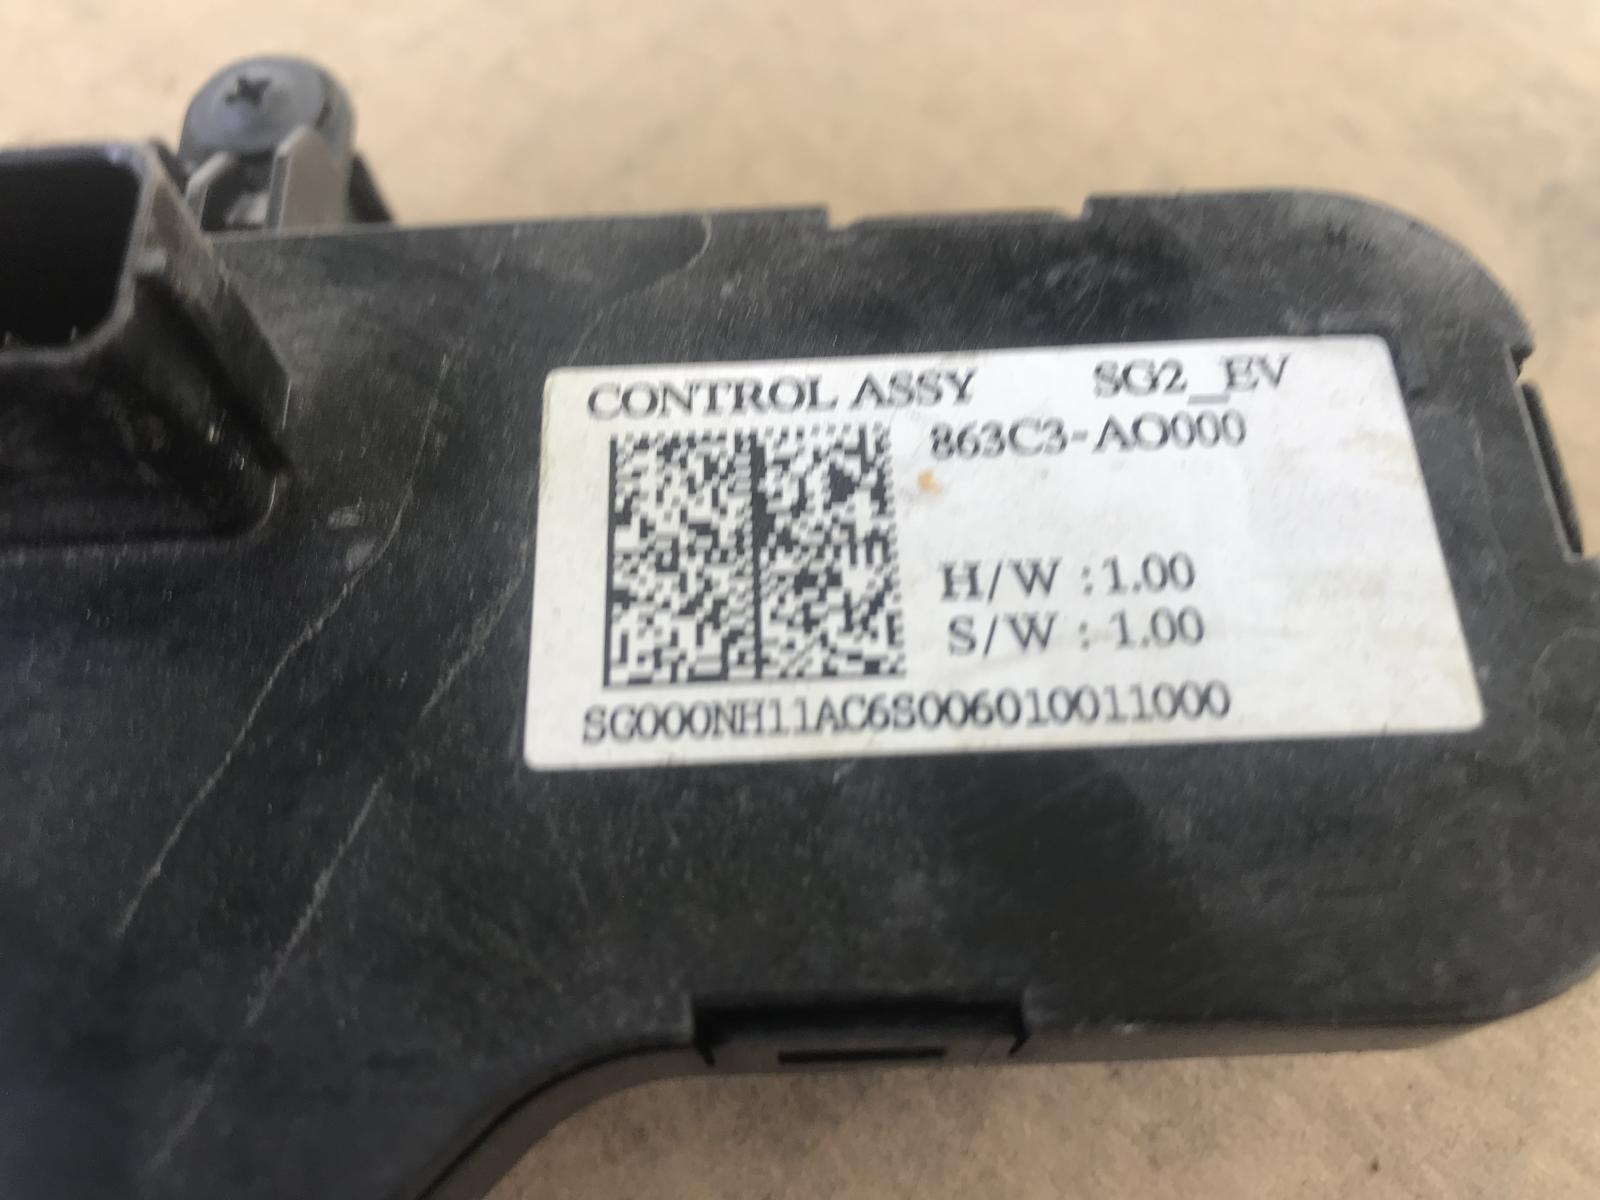 CONTROL ASSY SG2_EV
863C3-AO000
H/W : 1.00
S/W : 1.00
SG000NH11AC6S006010011000